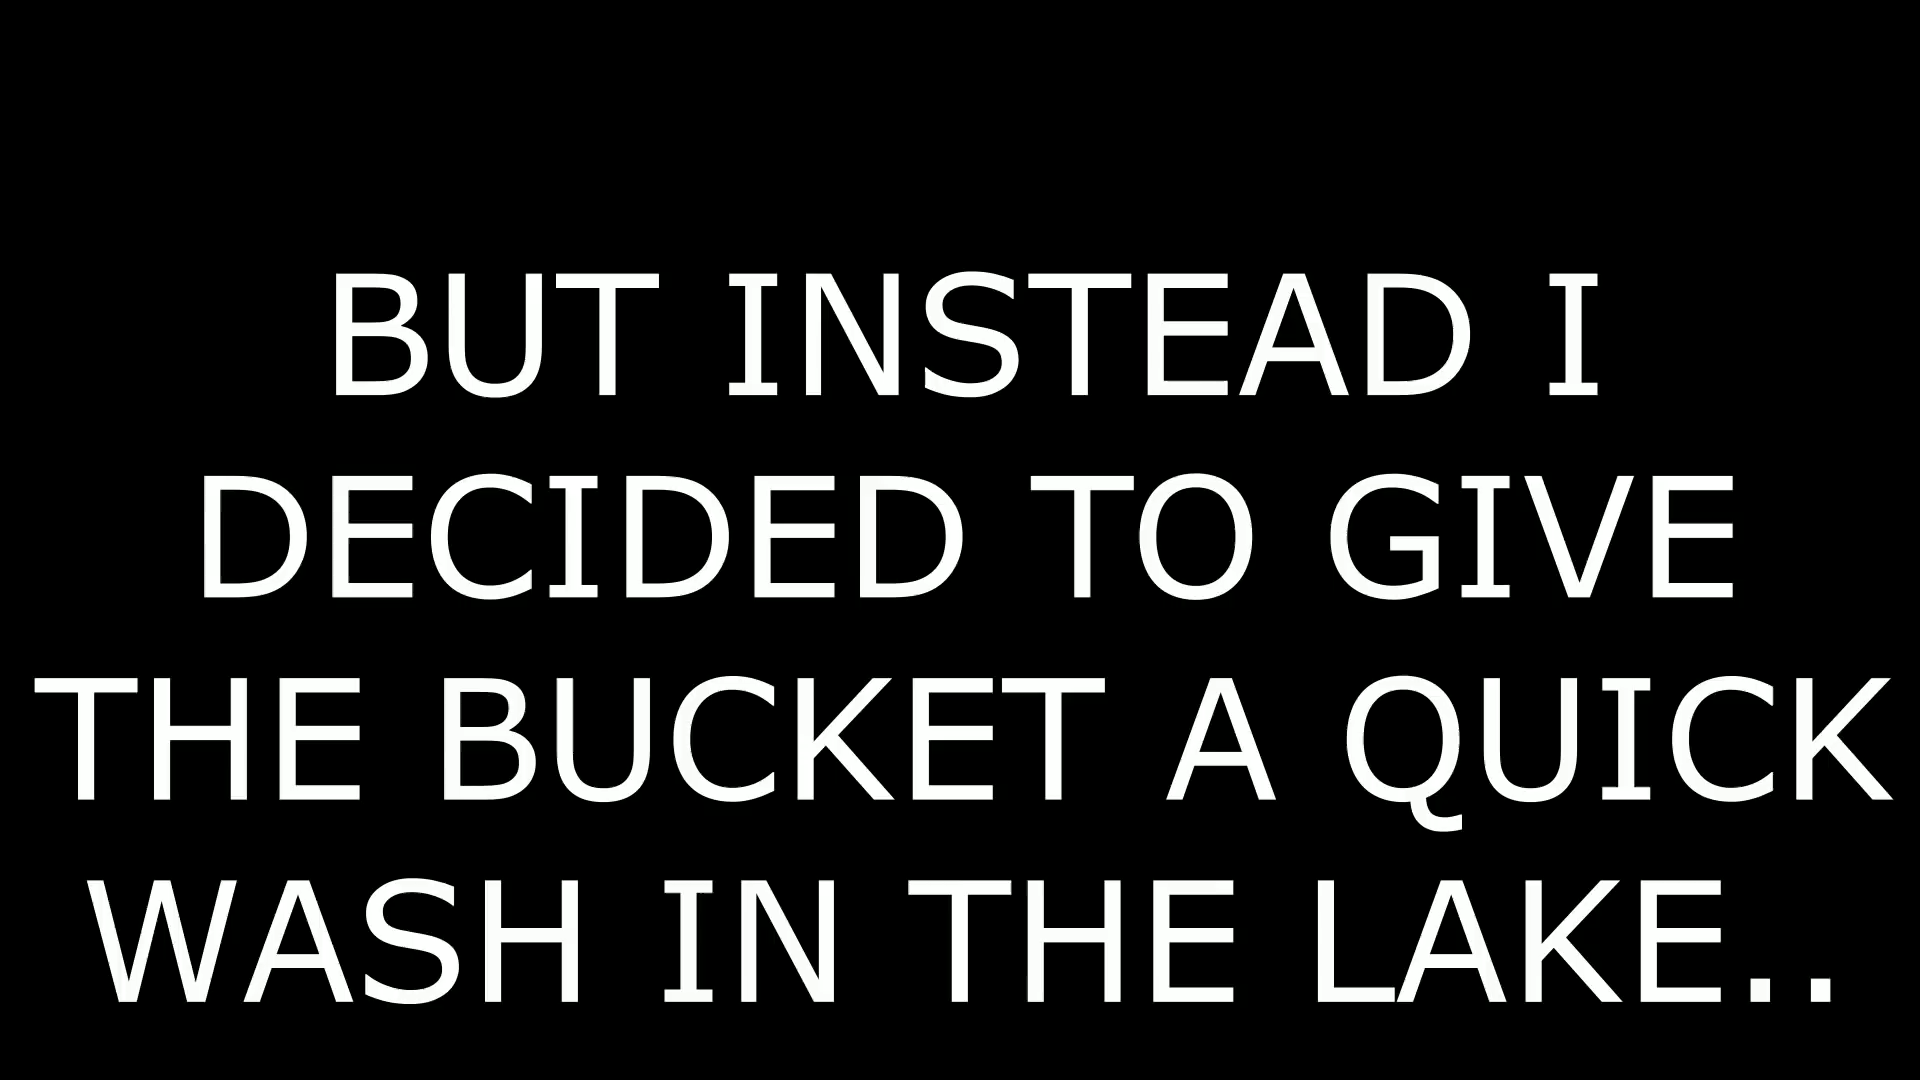 BUT INSTEAD I
DECIDED TO GIVE
THE BUCKET A QUICK
WASH IN THE LAKE..